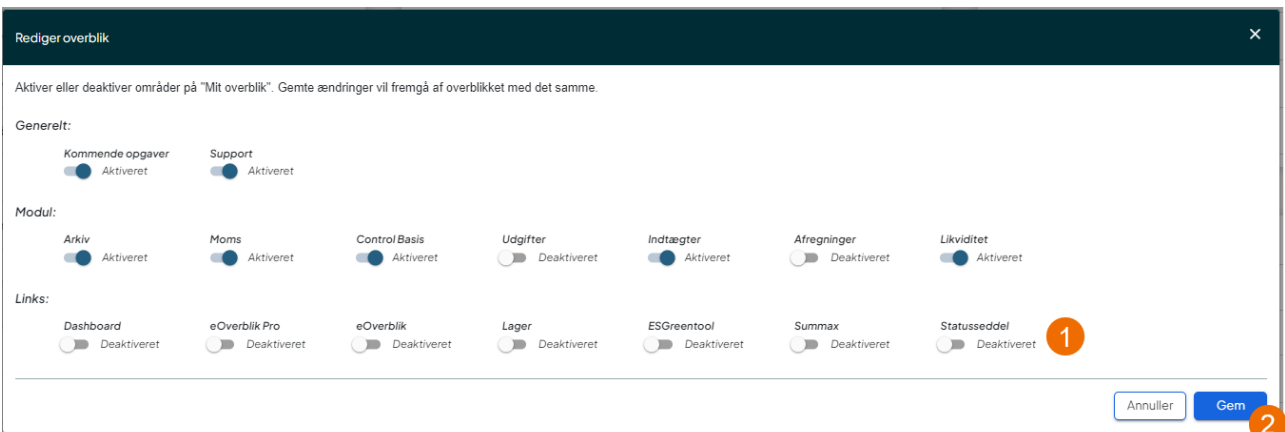 Rediger overblik
Aktiver eller deaktiver områder på "Mit overblik". Gemte ændringer vil fremgå af overblikket med det samme.
Generelt:
Kommende opgaver Support
Aktiveret Aktiveret
Modul:
Arkiv Moms Control Basis Udgifter Indtægter Afregninger Likviditet
Aktiveret Aktiveret Aktiveret Deaktiveret Aktiveret Deaktiveret Aktiveret
Links:
Dashboard eOverblik Pro eOverblik Lager ESGreentool Summax Statusseddel
Deaktiveret Deaktiveret Deaktiveret Deaktiveret Deaktiveret Deaktiveret Deaktiveret 1
Annuller Gem
2